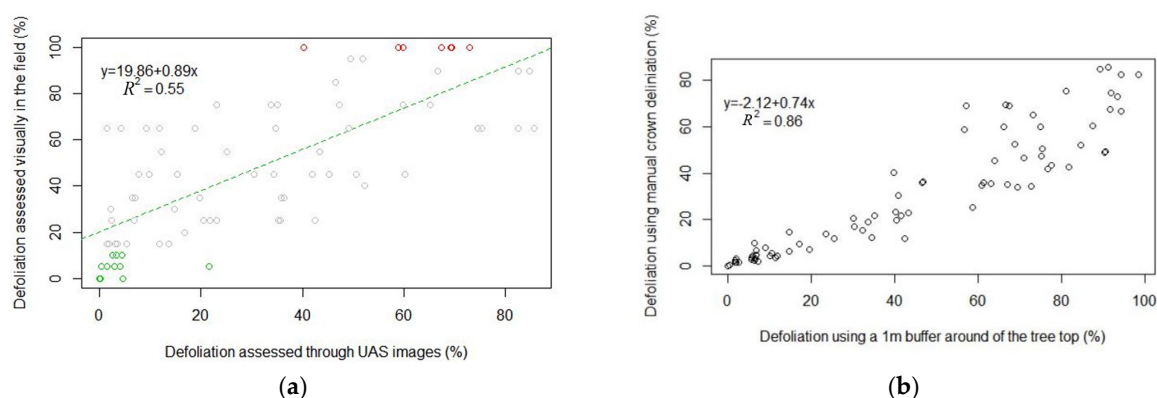 Defoliation assessed visually in the field (%)
100
80
60
40
20
0
y=19.86+0.89x
R² = 0.55
0 20 40 60 80
Defoliation assessed through UAS images (%)
(a)
Defoliation using manual crown deliniation (%)
80
60
40
20
0
y=-2.12+0.74x
R² = 0.86
0 20 40 60 80 100
Defoliation using a 1m buffer around of the tree top (%)
(b)